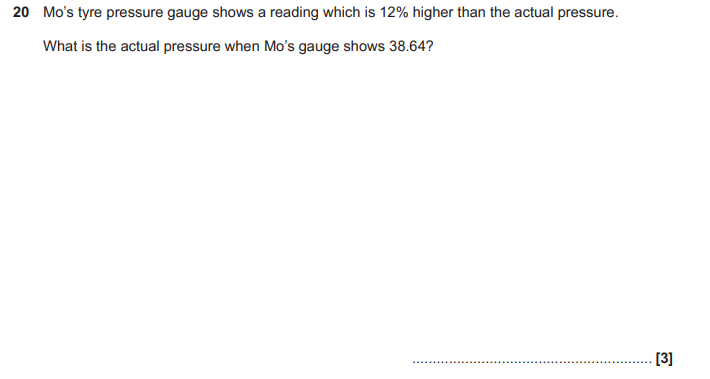 20 Mo's tyre pressure gauge shows a reading which is 12% higher than the actual pressure.
What is the actual pressure when Mo's gauge shows 38.64?
............................................................ [3]